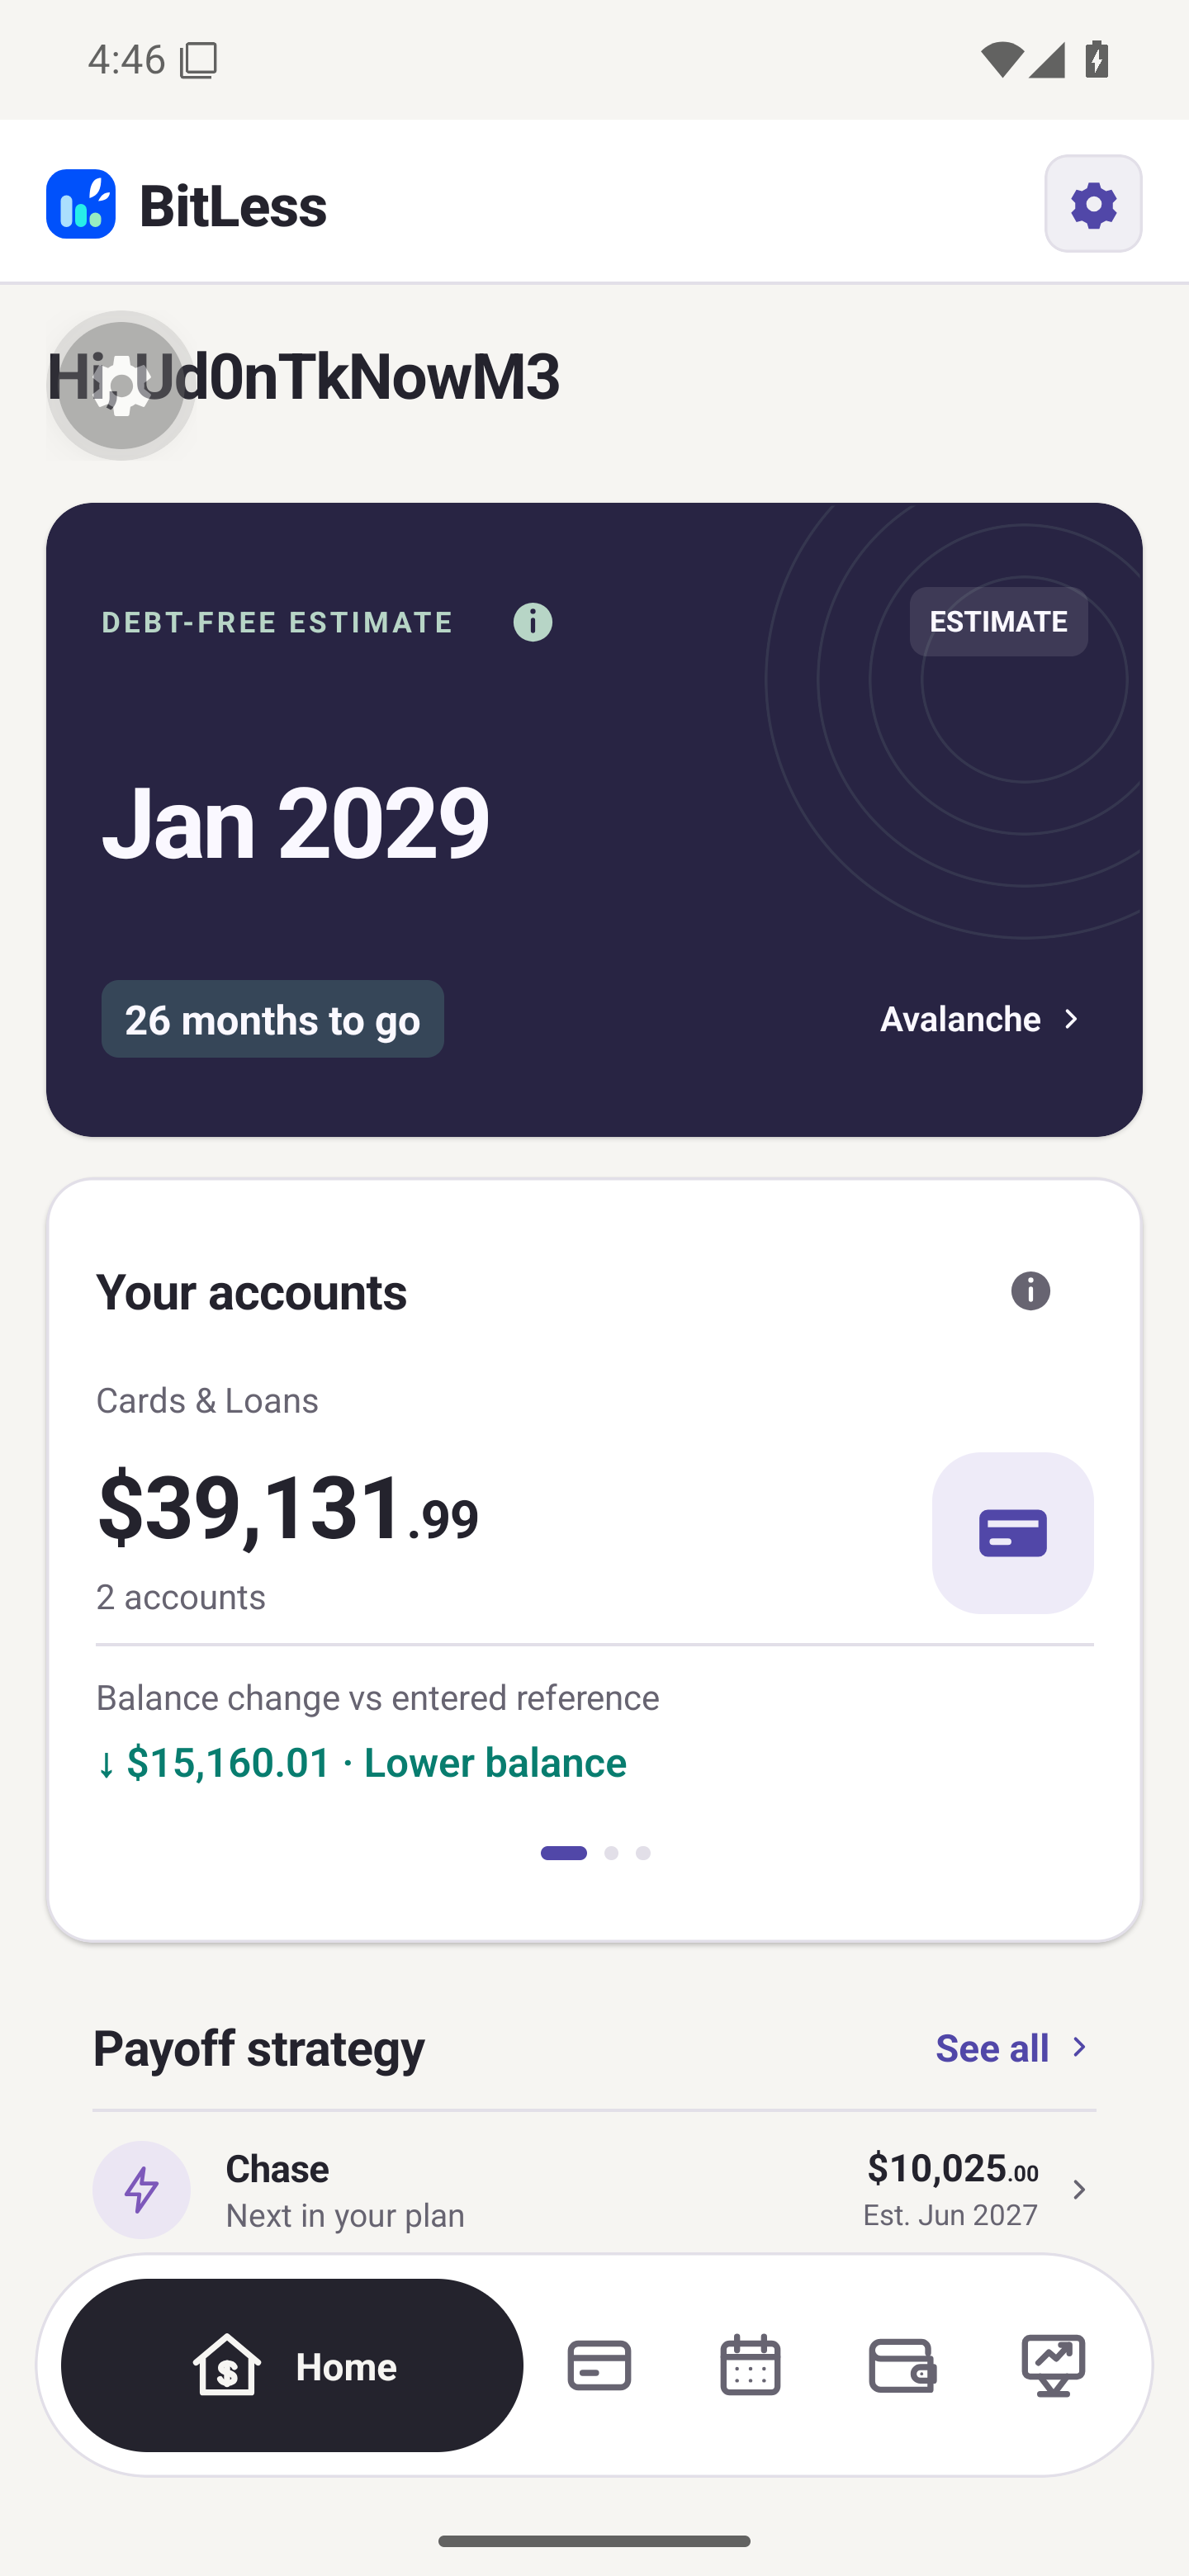 4:46
BitLess
Hi, Ud0nTkNowM3
DEBT-FREE ESTIMATE
ESTIMATE
Jan 2029
26 months to go
Avalanche
Your accounts
Cards & Loans
$39,131.99
2 accounts
Balance change vs entered reference
↓ $15,160.01 · Lower balance
Payoff strategy
See all
Chase
$10,025.00
Next in your plan
Est. Jun 2027
Home